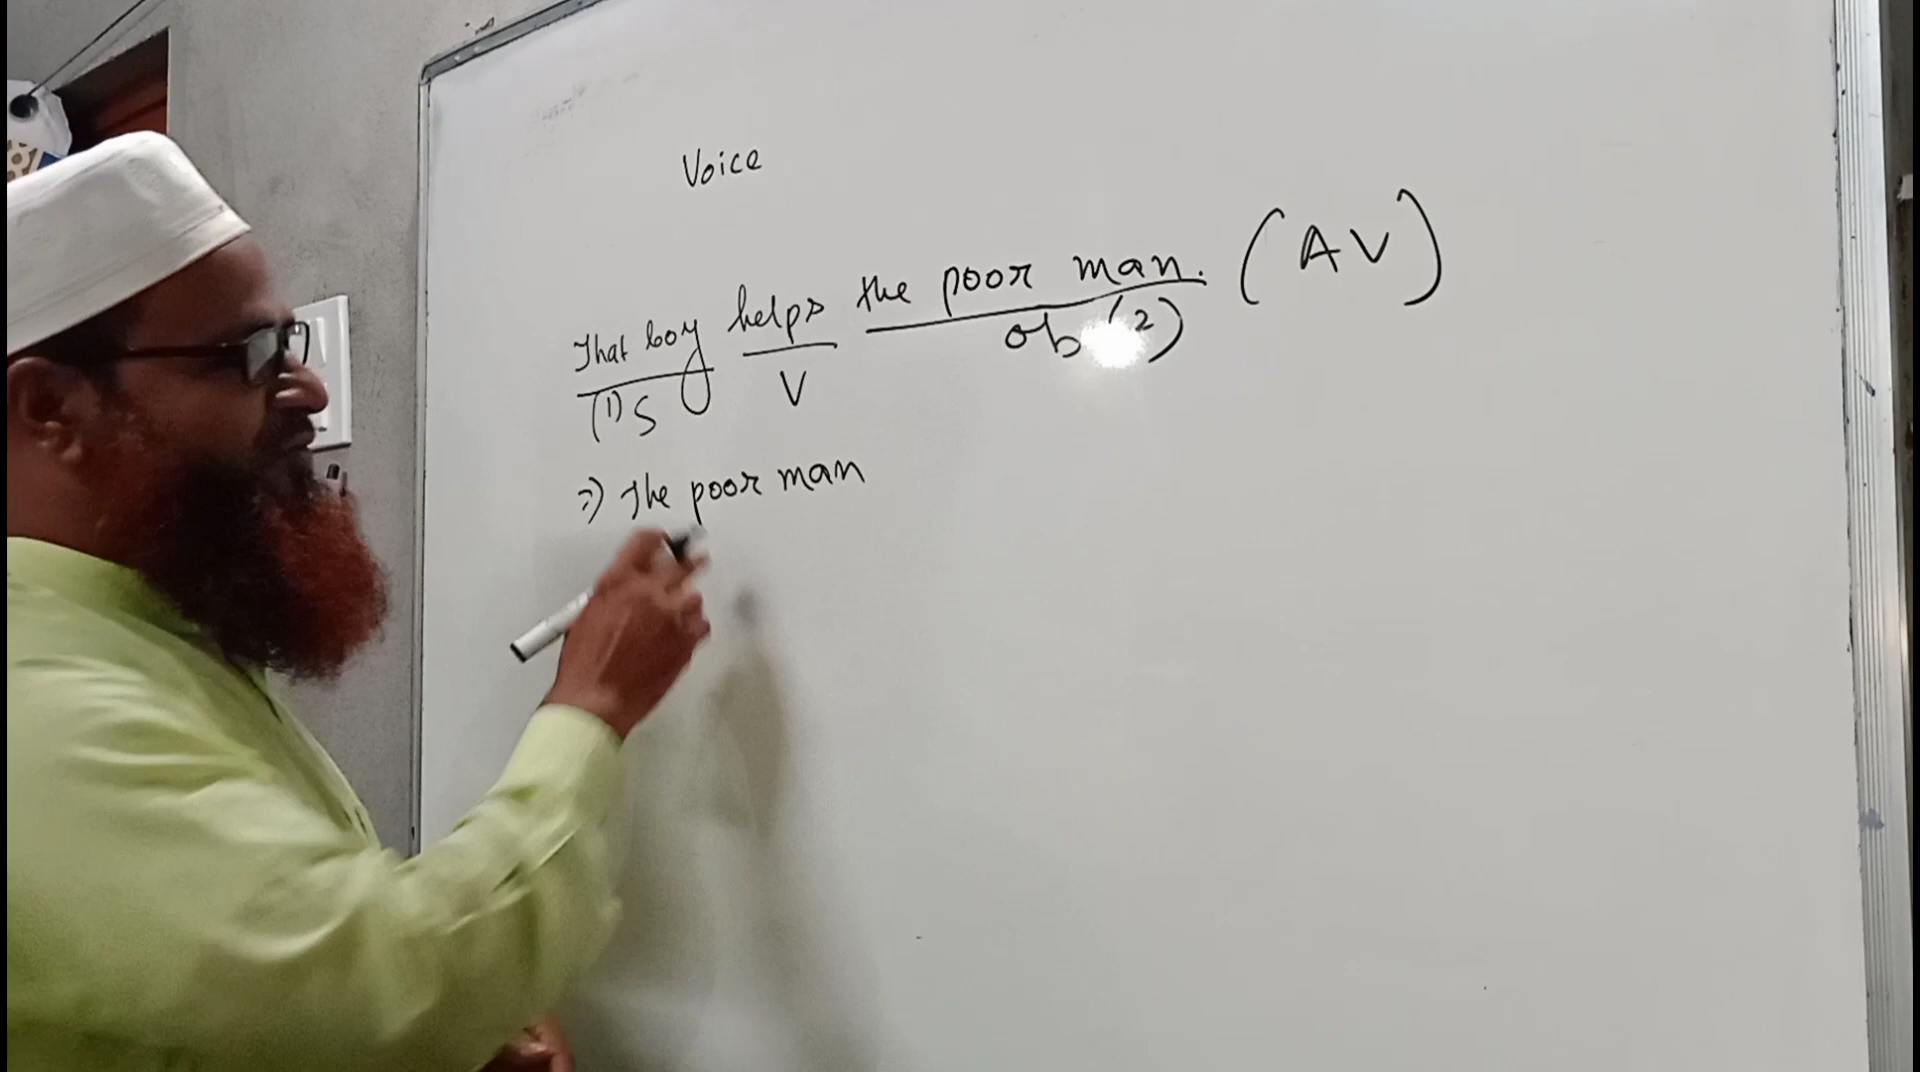 Voice
That boy helps the poor man. (AV)
(1) S V ob (2)
=) The poor man